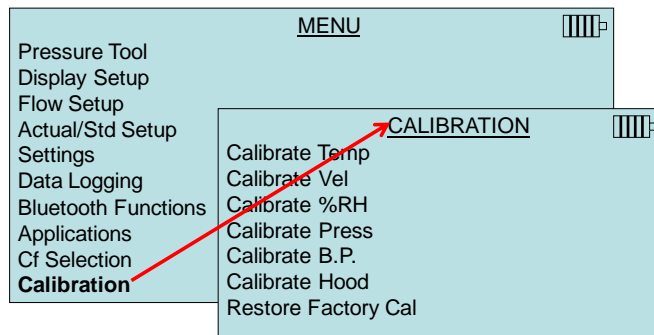 MENU
Pressure Tool
Display Setup
Flow Setup
Actual/Std Setup
Settings
Data Logging
Bluetooth Functions
Applications
Cf Selection
Calibration
CALIBRATION
Calibrate Temp
Calibrate Vel
Calibrate %RH
Calibrate Press
Calibrate B.P.
Calibrate Hood
Restore Factory Cal